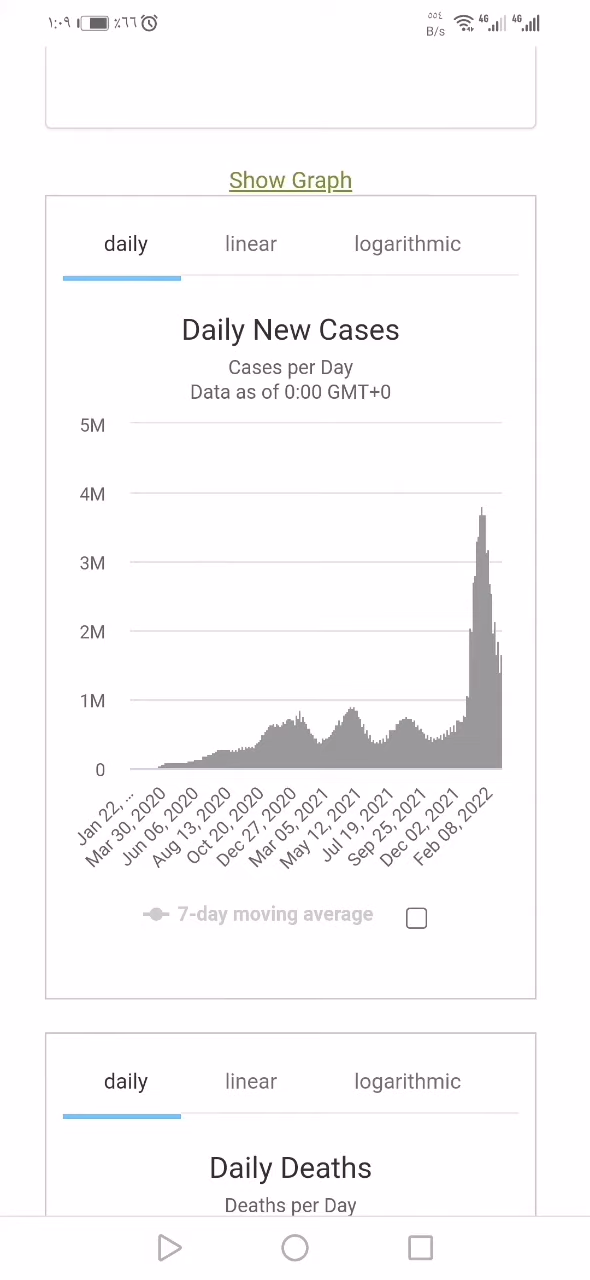 ١:٠٩ ٪٦٦ ٥٥٤ B/s 4G 4G
Show Graph
daily linear logarithmic
Daily New Cases
Cases per Day
Data as of 0:00 GMT+0
5M
4M
3M
2M
1M
0
Jan 22, ... Mar 30, 2020 Jun 06, 2020 Aug 13, 2020 Oct 20, 2020 Dec 27, 2020 Mar 05, 2021 May 12, 2021 Jul 19, 2021 Sep 25, 2021 Dec 02, 2021 Feb 08, 2022
7-day moving average
daily linear logarithmic
Daily Deaths
Deaths per Day